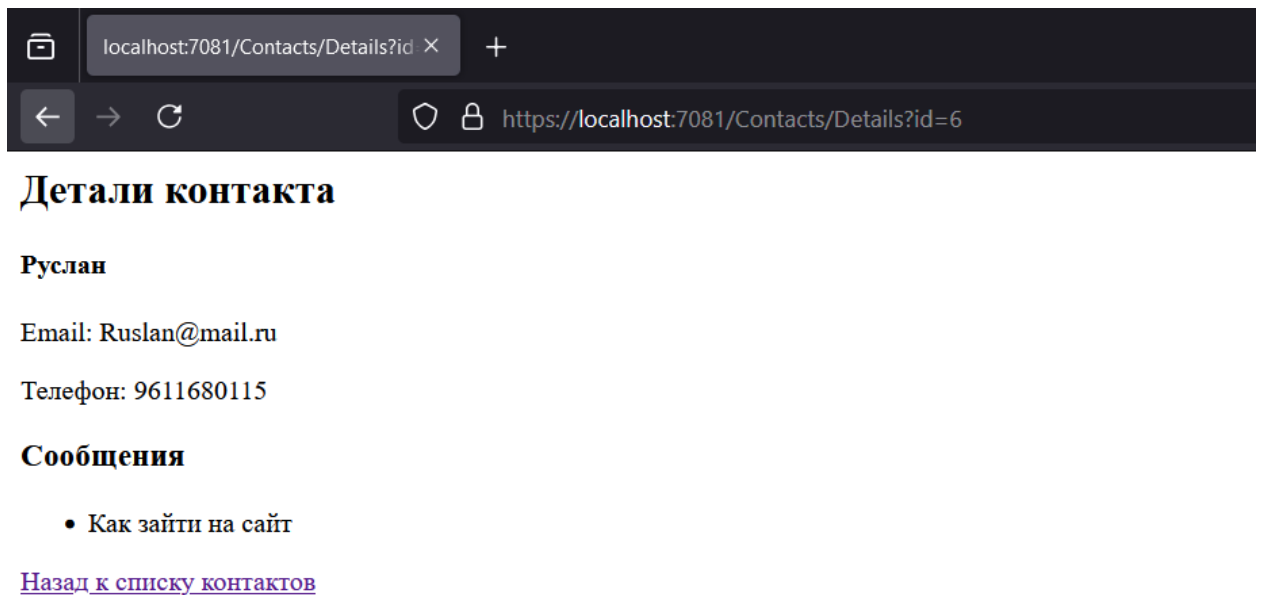 localhost:7081/Contacts/Details?id=
https://localhost:7081/Contacts/Details?id=6
Детали контакта
Руслан
Email: Ruslan@mail.ru
Телефон: 9611680115
Сообщения
• Как зайти на сайт
Назад к списку контактов